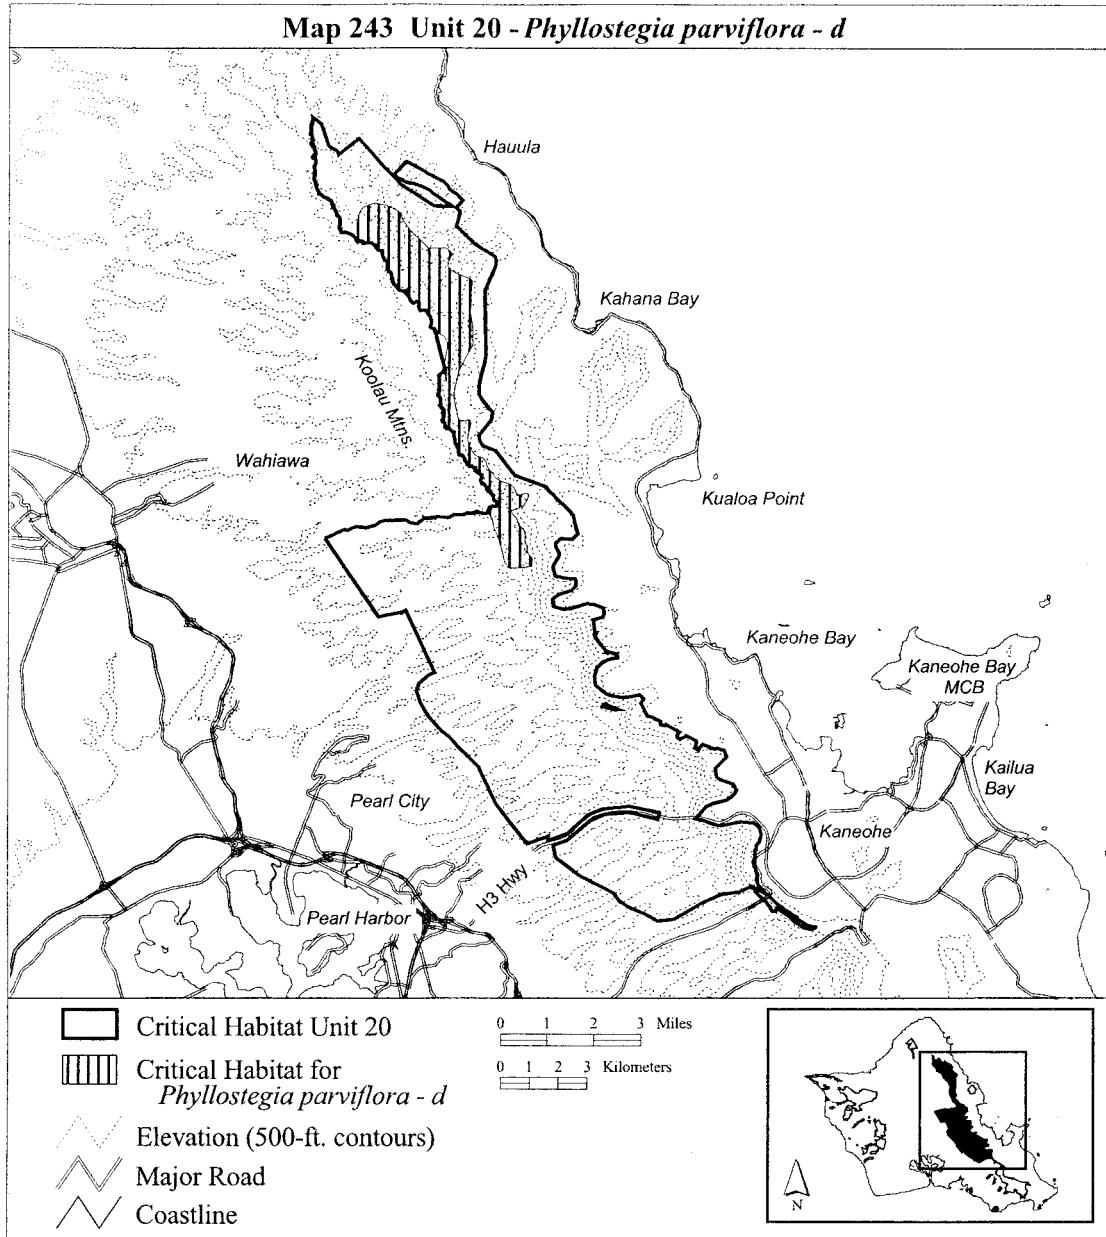 Map 243 Unit 20 - Phyllostegia parviflora - d
Hauula
Kahana Bay
Koolau Mtns.
Wahiawa
Kualoa Point
Kaneohe Bay
Kaneohe Bay
MCB
Kailua
Bay
Pearl City
Kaneohe
H3 Hwy
Pearl Harbor
Critical Habitat Unit 20
Critical Habitat for
Phyllostegia parviflora - d
Elevation (500-ft. contours)
Major Road
Coastline
0 1 2 3 Miles
0 1 2 3 Kilometers
N